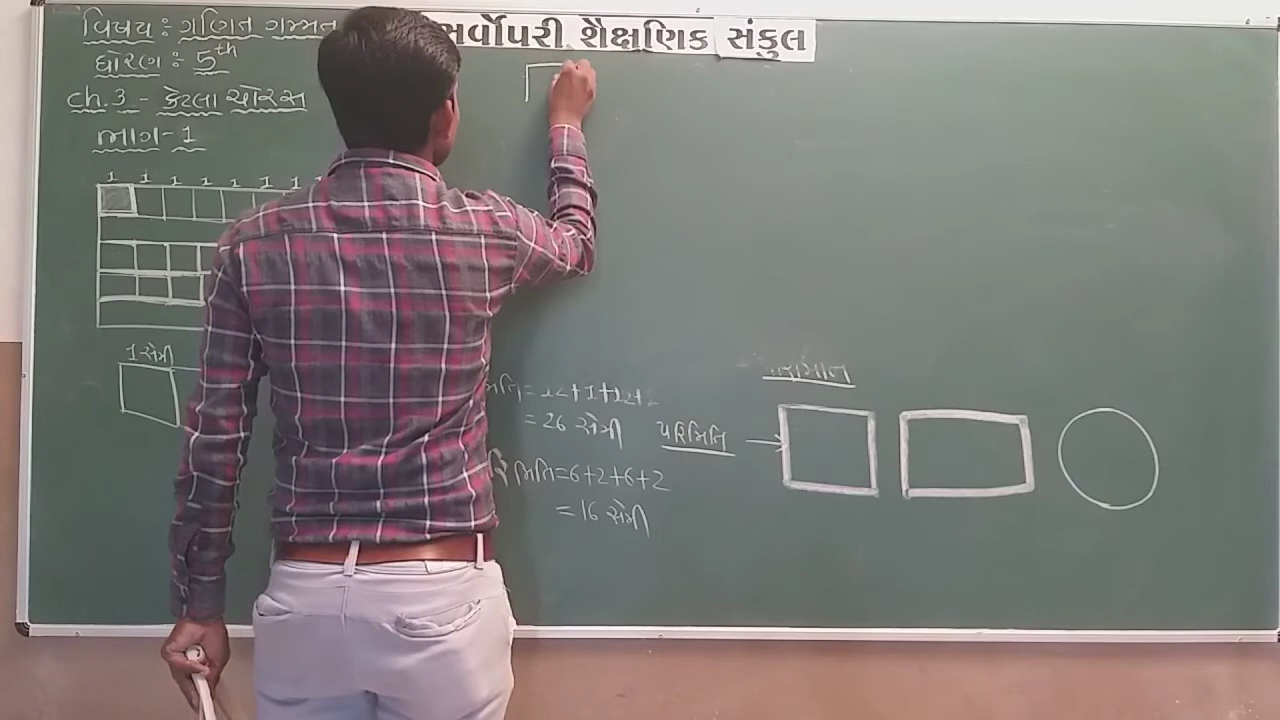 વિષય : ગણિત ગમ્મત
સર્વોપરી શૈક્ષણિક સંકુલ
ધોરણ : 5th
ch.3 - કેટલા ચોરસ
ભાગ-1
1 1 1 1 1 1 1
1 સેમી
= 26 સેમી
પરિમિતિ
=6+2+6+2
=16 સેમી